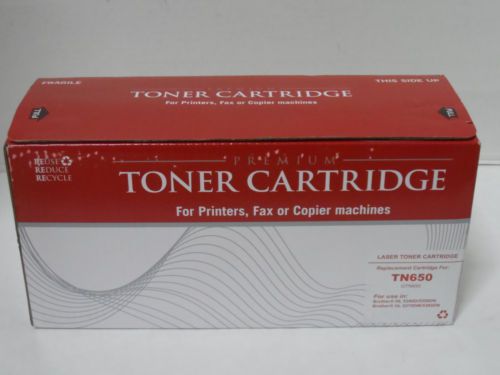 FRAGILE
THIS SIDE UP
TONER CARTRIDGE
For Printers, Fax or Copier machines
PULL
REUSE
REDUCE
RECYCLE
PREMIUM
TONER CARTRIDGE
For Printers, Fax or Copier machines
LASER TONER CARTRIDGE
Replacement Cartridge For:
TN650
For use in: